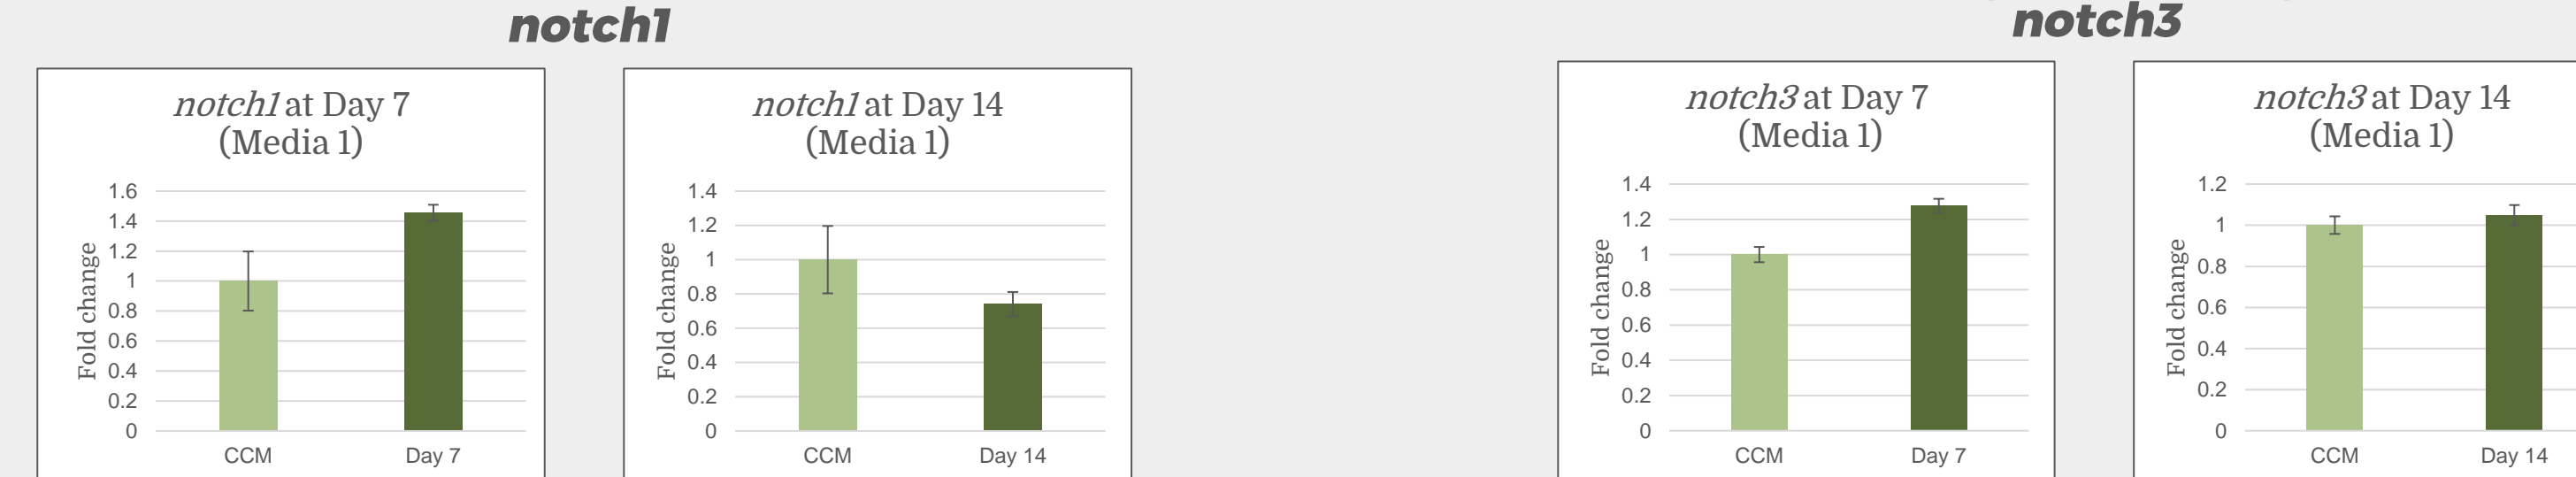 notch1
notch3
notch1 at Day 7
(Media 1)
Fold change
1.6
1.4
1.2
1
0.8
0.6
0.4
0.2
0
CCM
Day 7
notch1 at Day 14
(Media 1)
Fold change
1.4
1.2
1
0.8
0.6
0.4
0.2
0
CCM
Day 14
notch3 at Day 7
(Media 1)
Fold change
1.4
1.2
1
0.8
0.6
0.4
0.2
0
CCM
Day 7
notch3 at Day 14
(Media 1)
Fold change
1.2
1
0.8
0.6
0.4
0.2
0
CCM
Day 14